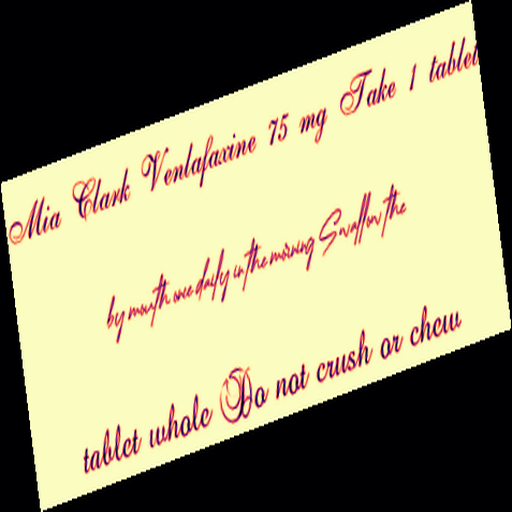 Mia Clark Venlafaxine 75 mg Take 1 tablet
by mouth once daily in the morning Swallow the
tablet whole Do not crush or chew